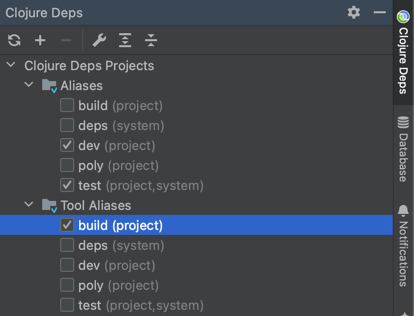 Clojure Deps
Clojure Deps Projects
Aliases
build (project)
deps (system)
dev (project)
poly (project)
test (project,system)
Tool Aliases
build (project)
deps (system)
dev (project)
poly (project)
test (project,system)
Clojure Deps
Database
Notifications